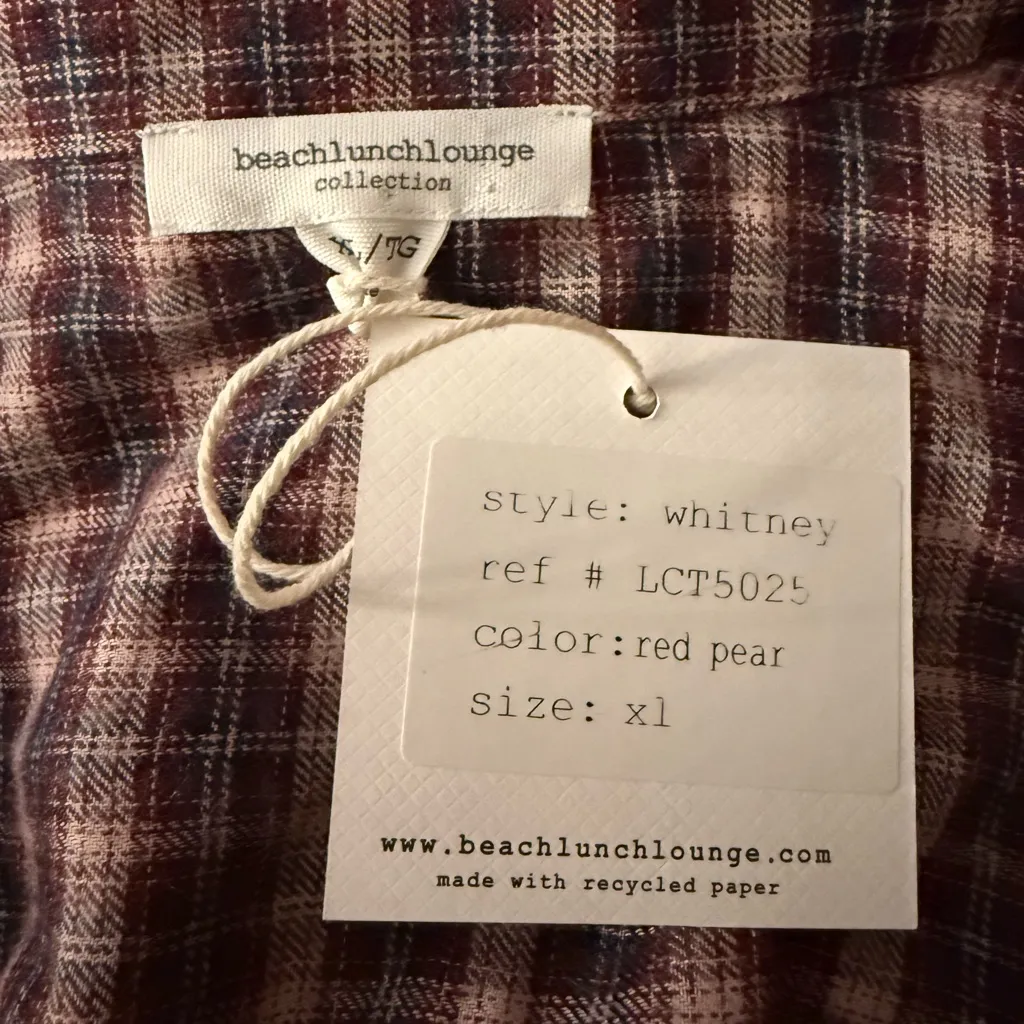 beachlunchlounge
collection
XL/TG
style: whitney
ref # LCT5025
color:red pear
size: xl
www.beachlunchlounge.com
made with recycled paper